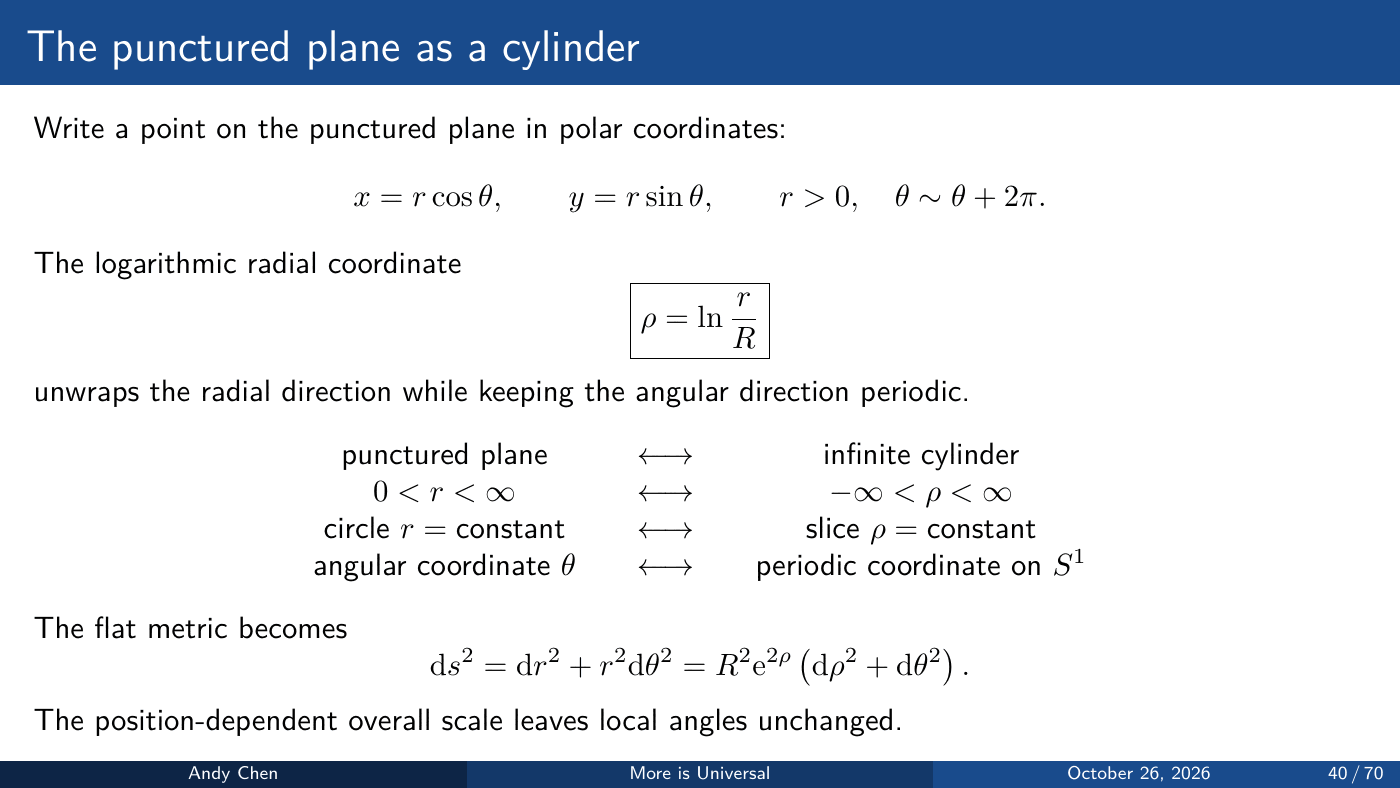 The punctured plane as a cylinder
Write a point on the punctured plane in polar coordinates:
x = r cos θ, y = r sin θ, r > 0, θ ∼ θ + 2π.
The logarithmic radial coordinate
ρ = ln r/R
unwraps the radial direction while keeping the angular direction periodic.
punctured plane ⟷ infinite cylinder
0 < r < ∞ ⟷ −∞ < ρ < ∞
circle r = constant ⟷ slice ρ = constant
angular coordinate θ ⟷ periodic coordinate on S¹
The flat metric becomes
ds² = dr² + r²dθ² = R²e^{2ρ} (dρ² + dθ²).
The position-dependent overall scale leaves local angles unchanged.
Andy Chen More is Universal October 26, 2026 40 / 70